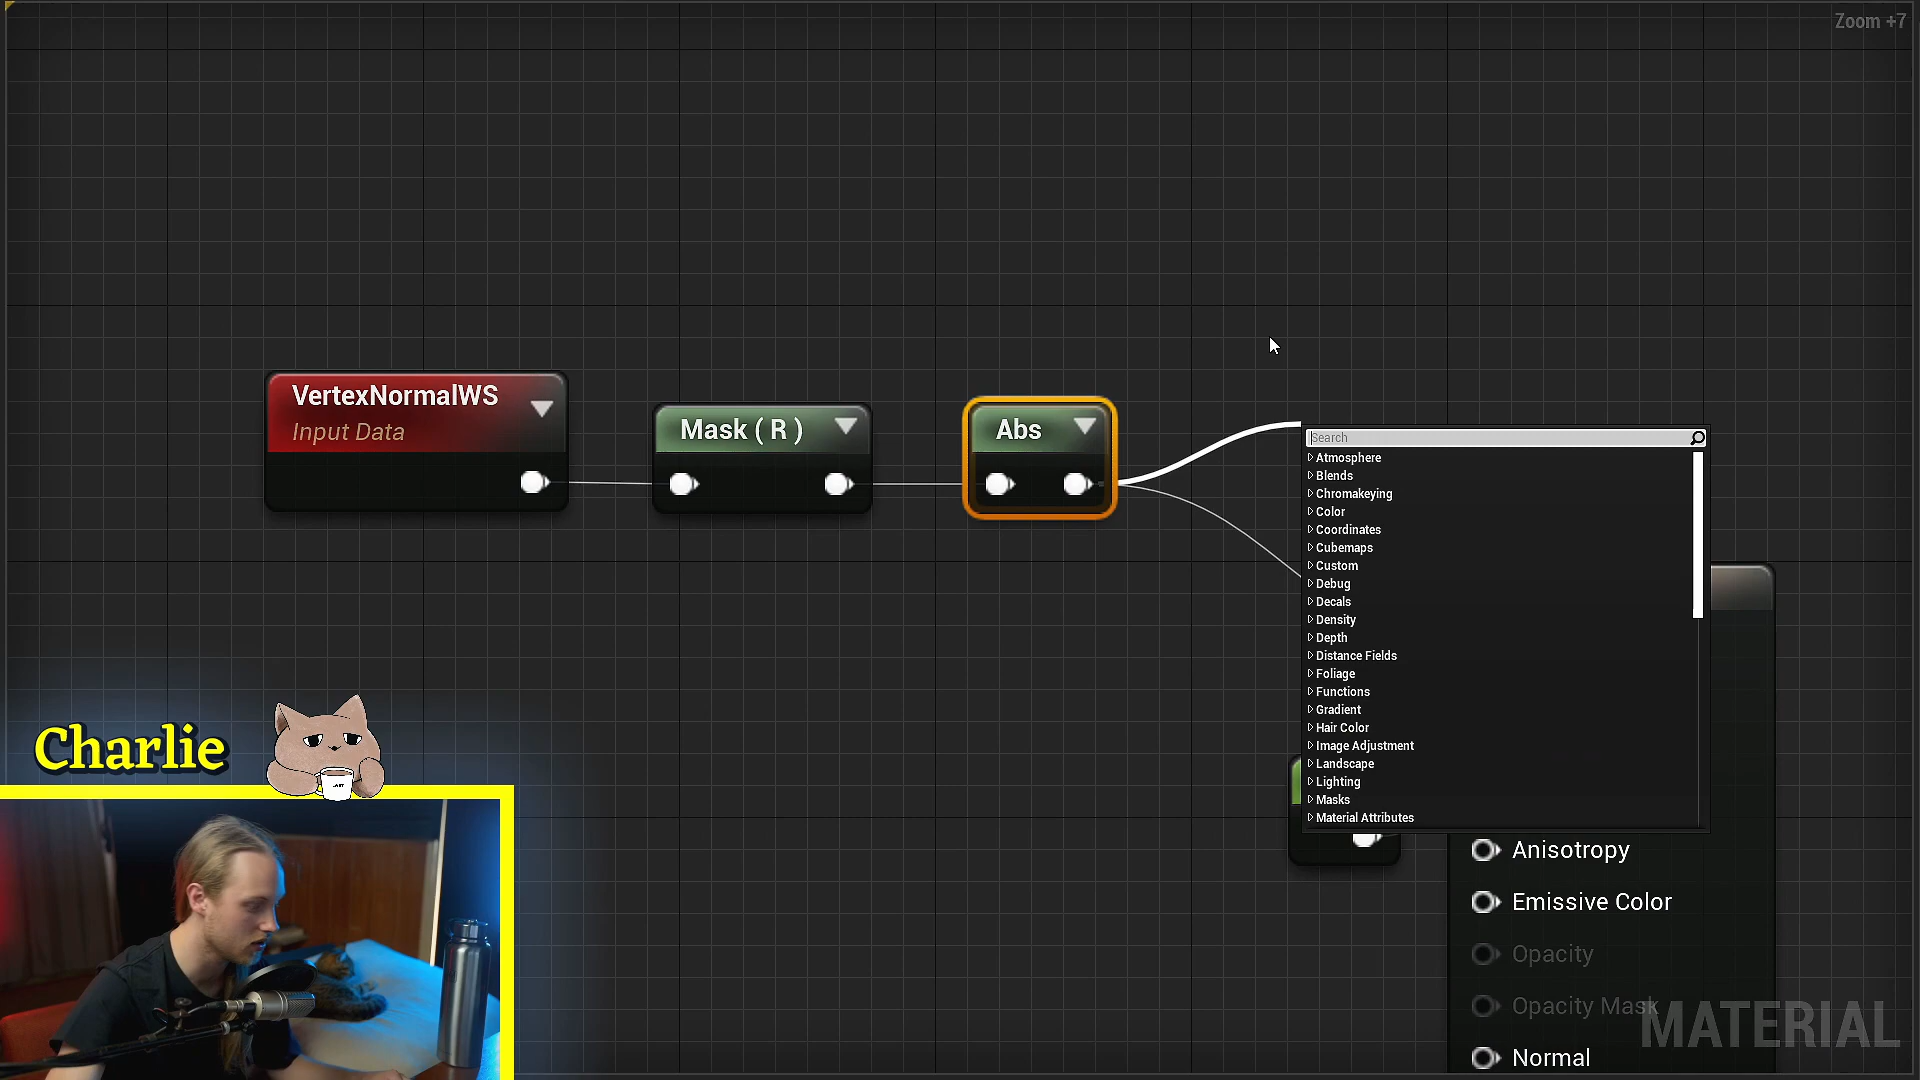 Zoom +7
VertexNormalWS
Input Data
Mask ( R )
Abs
Search
Atmosphere
Blends
Chromakeying
Color
Coordinates
Cubemaps
Custom
Debug
Decals
Density
Depth
Distance Fields
Foliage
Functions
Gradient
Hair Color
Image Adjustment
Landscape
Lighting
Masks
Material Attributes
Anisotropy
Emissive Color
Opacity
Opacity Mask
Normal
MATERIAL
Charlie